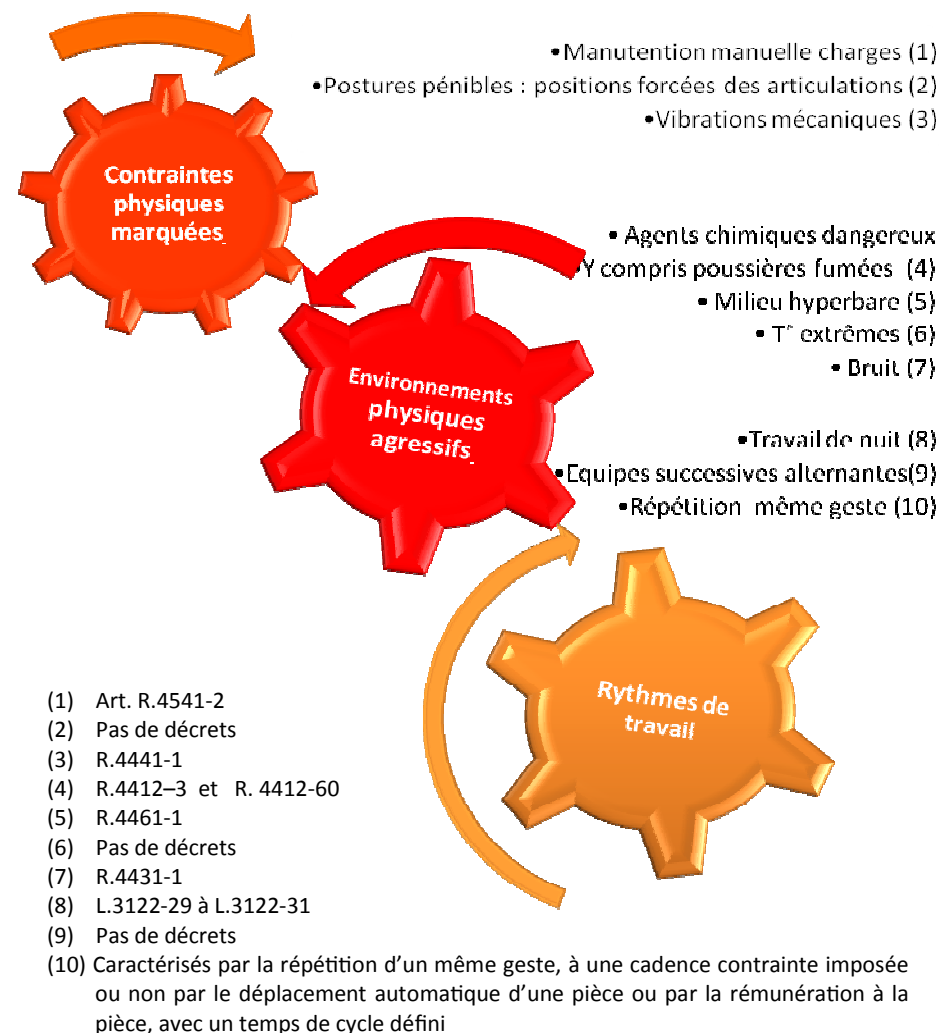 •Manutention manuelle charges (1)
•Postures pénibles : positions forcées des articulations (2)
•Vibrations mécaniques (3)
Contraintes
physiques
marquées
• Agents chimiques dangereux
•Y compris poussières fumées (4)
• Milieu hyperbare (5)
• T° extrêmes (6)
• Bruit (7)
Environnements
physiques
agressifs
•Travail de nuit (8)
•Equipes successives alternantes(9)
•Répétition même geste (10)
Rythmes de
travail
(1) Art. R.4541-2
(2) Pas de décrets
(3) R.4441-1
(4) R.4412–3 et R. 4412-60
(5) R.4461-1
(6) Pas de décrets
(7) R.4431-1
(8) L.3122-29 à L.3122-31
(9) Pas de décrets
(10) Caractérisés par la répétition d’un même geste, à une cadence contrainte imposée
ou non par le déplacement automatique d’une pièce ou par la rémunération à la
pièce, avec un temps de cycle défini